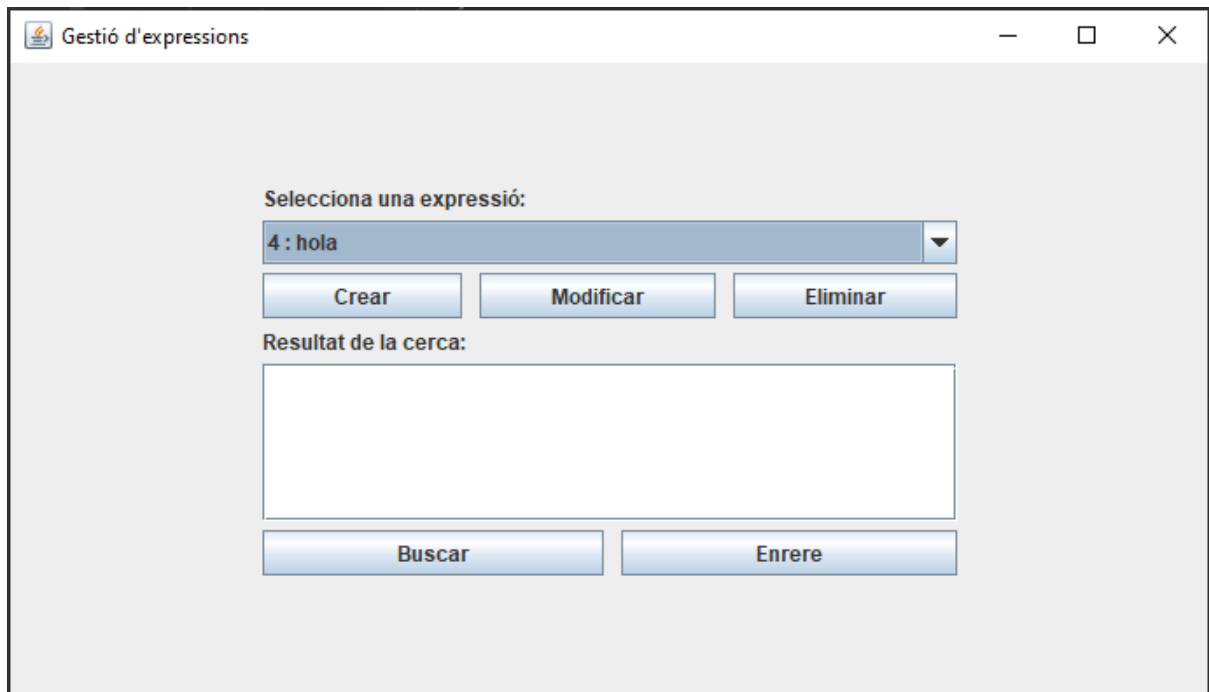 Gestió d'expressions
Selecciona una expressió:
4 : hola
Crear Modificar Eliminar
Resultat de la cerca:
Buscar Enrere